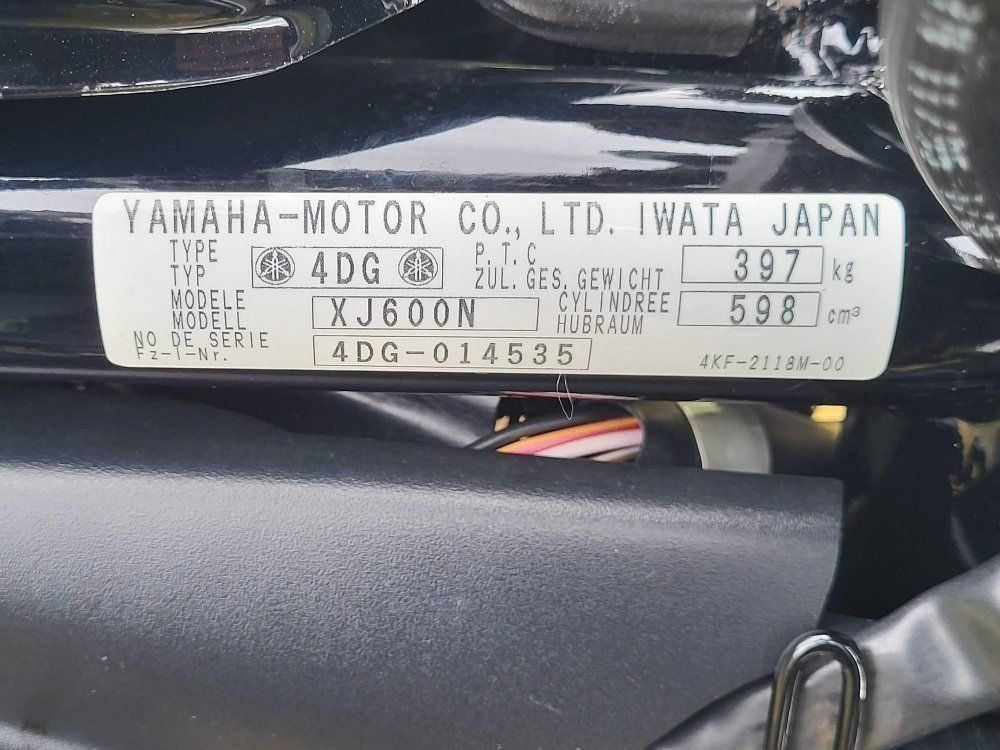 YAMAHA-MOTOR CO., LTD. IWATA JAPAN
TYPE
TYP
4DG
P.T.C
ZUL. GES. GEWICHT
397 kg
MODELE
MODELL
XJ600N
CYLINDREE
HUBRAUM
598 cm³
NO DE SERIE
Fz-I-Nr.
4DG-014535
4KF-2118M-00